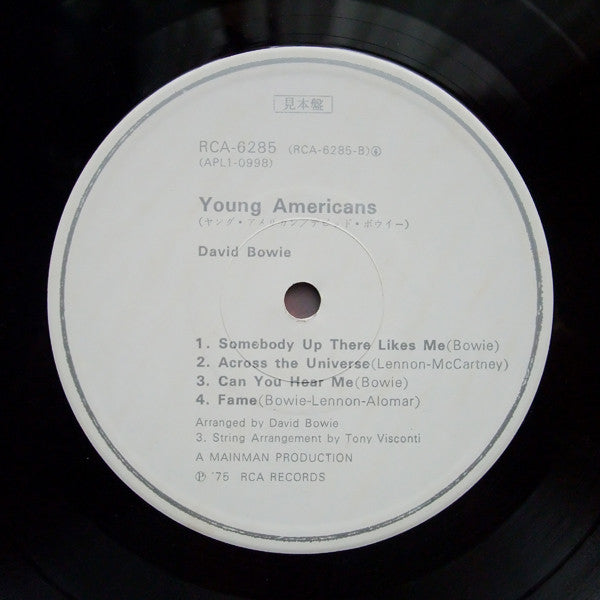 見本盤
RCA-6285 (RCA-6285-B)
(APL1-0998)
Young Americans
(ヤング・アメリカン/デビッド・ボウイー)
David Bowie
1. Somebody Up There Likes Me(Bowie)
2. Across the Universe(Lennon-McCartney)
3. Can You Hear Me(Bowie)
4. Fame(Bowie-Lennon-Alomar)
Arranged by David Bowie
3. String Arrangement by Tony Visconti
A MAINMAN PRODUCTION
℗ '75 RCA RECORDS